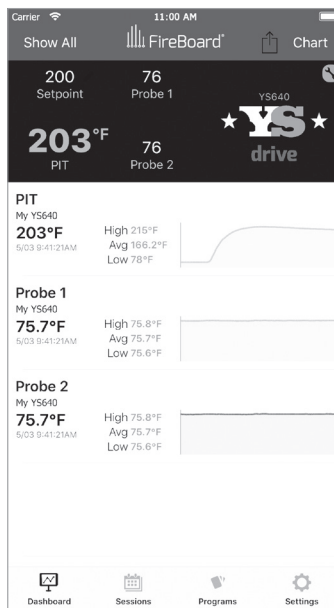 Carrier 11:00 AM
Show All FireBoard® Chart
200 76
Setpoint Probe 1
YS640
203°F
YS
76
drive
PIT Probe 2
PIT
My YS640
203°F High 215°F
Avg 166.2°F
5/03 9:41:21AM Low 78°F
Probe 1
My YS640
75.7°F High 75.8°F
5/03 9:41:21AM Avg 75.7°F
Low 75.6°F
Probe 2
My YS640
75.7°F High 75.8°F
5/03 9:41:21AM Avg 75.7°F
Low 75.6°F
Dashboard Sessions Programs Settings